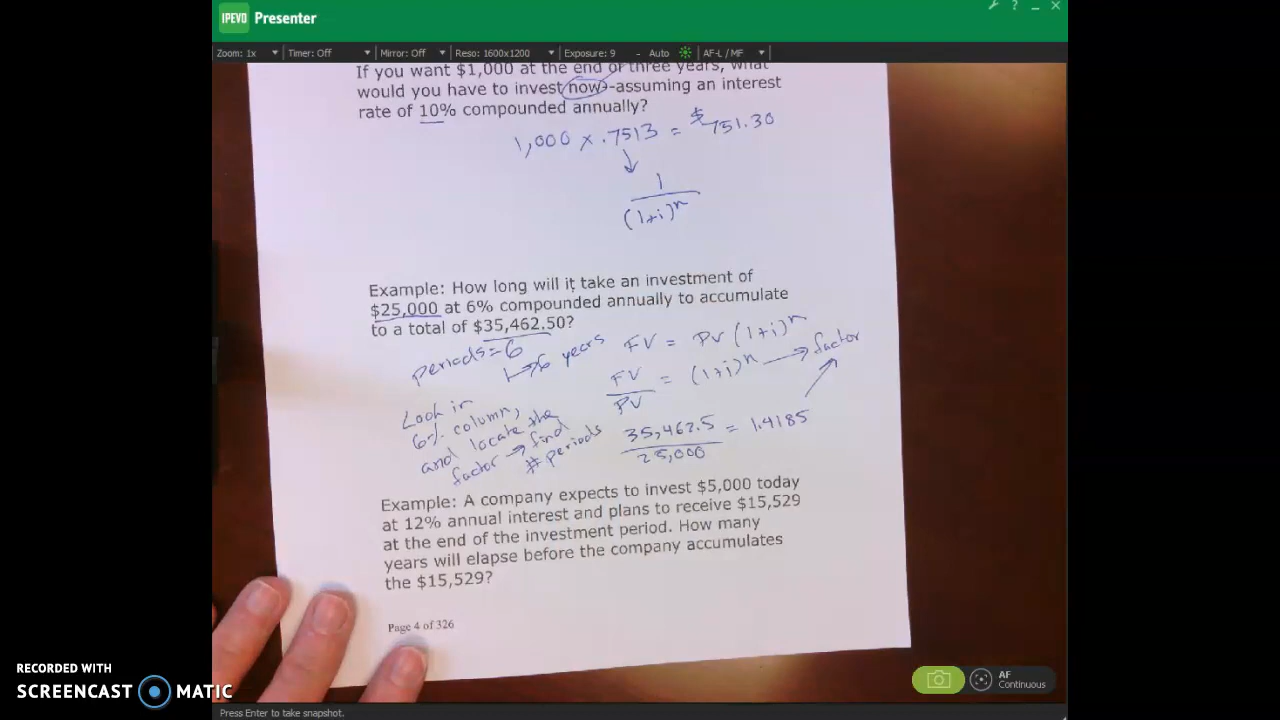 IPEVO Presenter
Zoom: 1x Timer: Off Mirror: Off Reso: 1600x1200 Exposure: 9 - Auto AF-L / MF
If you want $1,000 at the end of three years, what
would you have to invest now--assuming an interest
rate of 10% compounded annually?
1,000 x .7513 = $751.30
1
(1+i)^n
Example: How long will it take an investment of
$25,000 at 6% compounded annually to accumulate
to a total of $35,462.50?
periods=6
→6 years
FV = PV (1+i)^n
FV
PV
= (1+i)^n → factor
Look in
6% column,
and locate the
factor → find
# periods
35,462.5
25,000
= 1.4185
Example: A company expects to invest $5,000 today
at 12% annual interest and plans to receive $15,529
at the end of the investment period. How many
years will elapse before the company accumulates
the $15,529?
Page 4 of 326
RECORDED WITH
SCREENCAST MATIC
AF
Continuous
Press Enter to take snapshot.